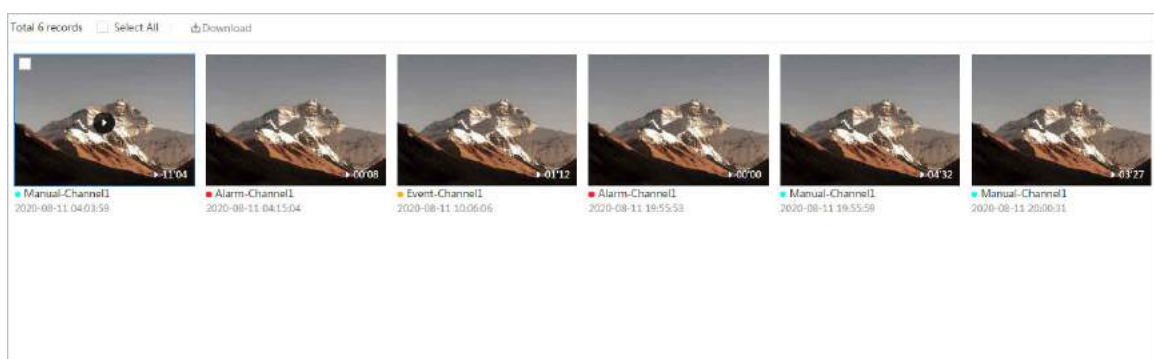 Total 6 records Select All Download
11'04 00'08 01'12 00'00 04'32 03'27
Manual-Channel1 Alarm-Channel1 Event-Channel1 Alarm-Channel1 Manual-Channel1 Manual-Channel1
2020-08-11 04:03:59 2020-08-11 04:15:04 2020-08-11 10:06:06 2020-08-11 19:55:53 2020-08-11 19:55:59 2020-08-11 20:00:31